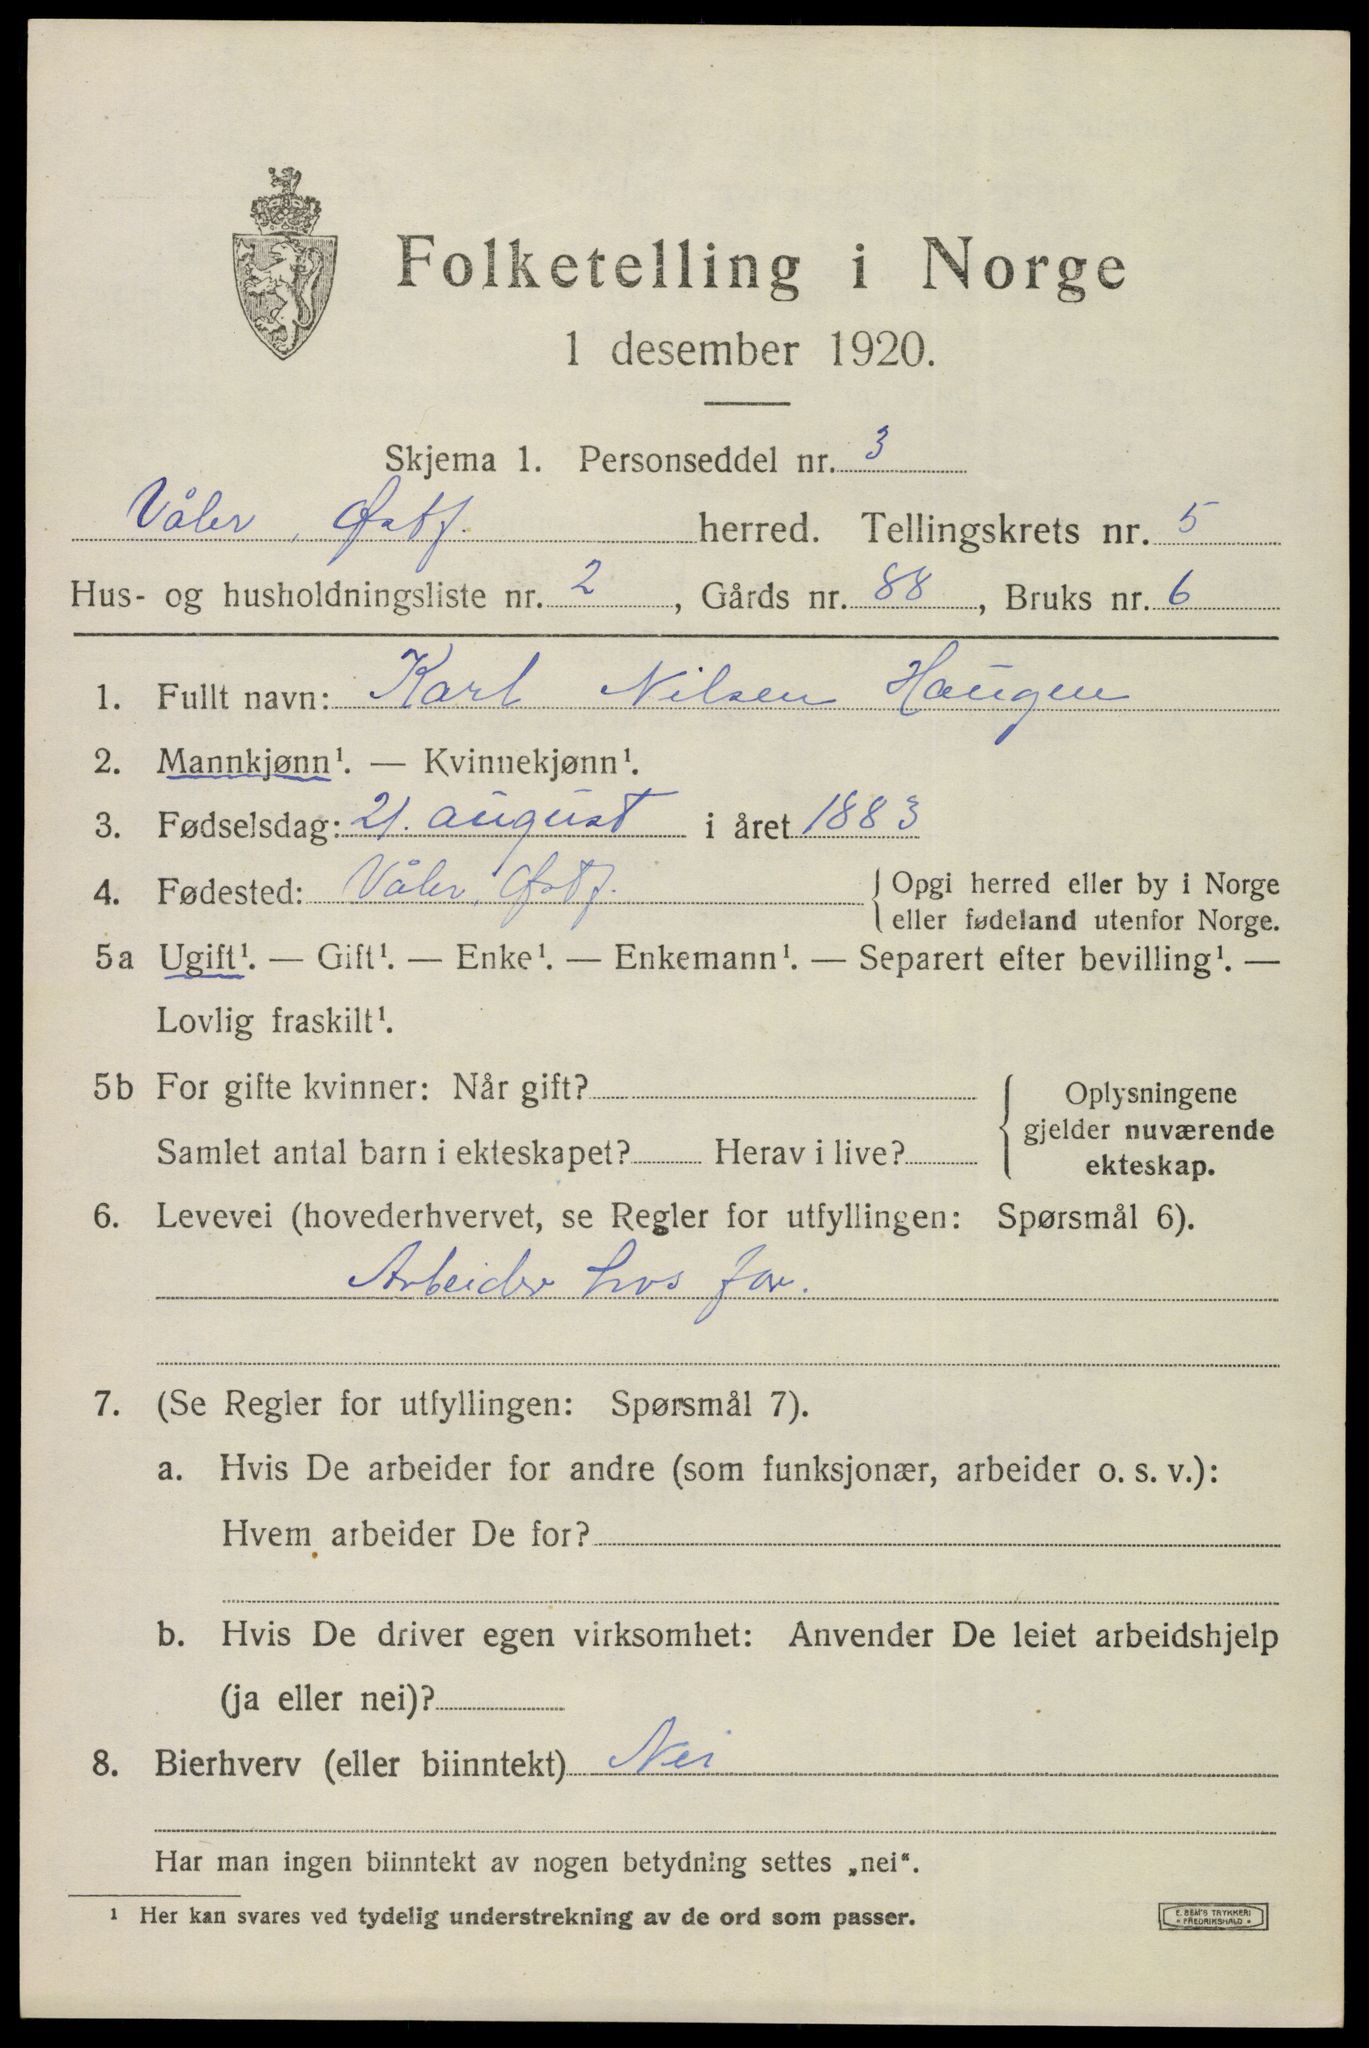 Folketelling i Norge
1 desember 1920.
Skjema 1. Personseddel nr. 3
Våler, Østf. herred. Tellingskrets nr. 5
Hus- og husholdningsliste nr. 2, Gårds nr. 88, Bruks nr. 6
1. Fullt navn: Karl Nilsen Haugen
2. Mannkjønn¹. — Kvinnekjønn¹.
3. Fødselsdag: 21. august i året 1883
4. Fødested: Våler, Østf. Opgi herred eller by i Norge
eller fødeland utenfor Norge.
5a Ugift¹. — Gift¹. — Enke¹. — Enkemann¹. — Separert efter bevilling¹. —
Lovlig fraskilt¹.
5b For gifte kvinner: Når gift?
Samlet antal barn i ekteskapet? Herav i live?
Oplysningene
gjelder nuværende
ekteskap.
6. Levevei (hovederhvervet, se Regler for utfyllingen: Spørsmål 6).
Arbeider hos far.
7. (Se Regler for utfyllingen: Spørsmål 7).
a. Hvis De arbeider for andre (som funksjonær, arbeider o. s. v.):
Hvem arbeider De for?
b. Hvis De driver egen virksomhet: Anvender De leiet arbeidshjelp
(ja eller nei)?
8. Bierhverv (eller biinntekt) Nei
Har man ingen biinntekt av nogen betydning settes „nei“.
¹ Her kan svares ved tydelig understrekning av de ord som passer.
E. BEM'S TRYKKERI
• FREDRIKSHALD •